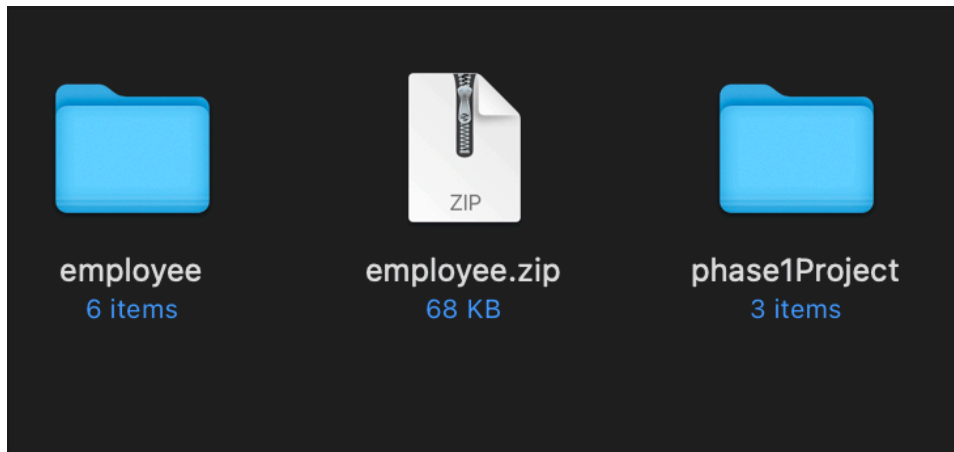 ZIP
employee
employee.zip
phase1Project
6 items
68 KB
3 items